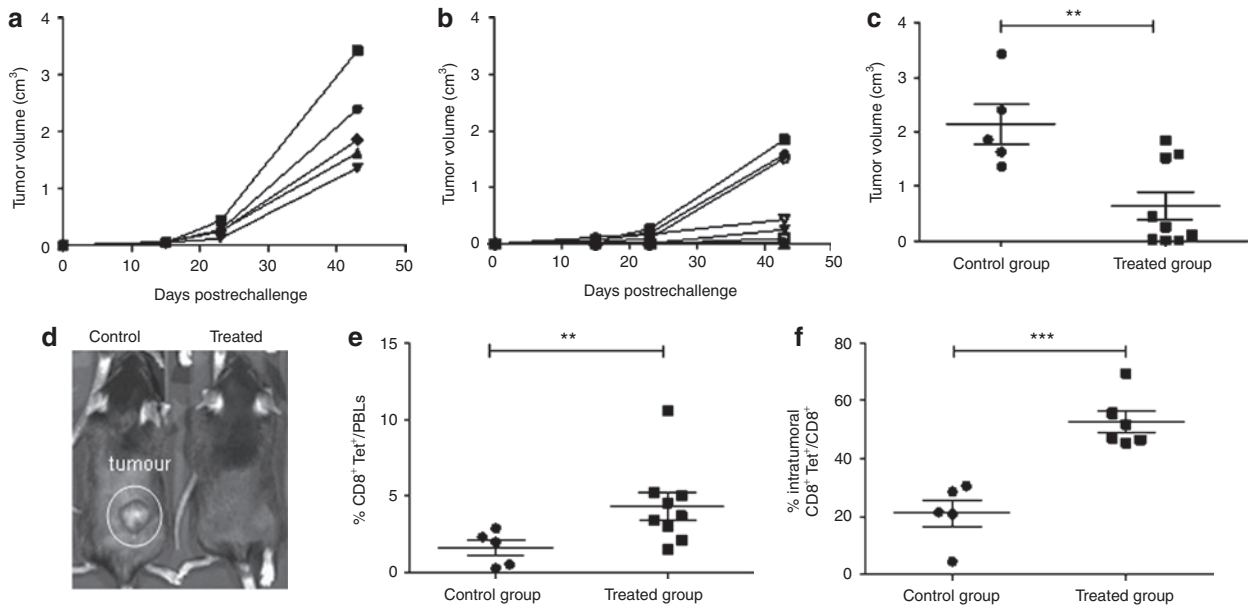 a
Tumor volume (cm³)
4
3
2
1
0
0 10 20 30 40 50
Days postrechallenge
b
Tumor volume (cm³)
4
3
2
1
0
0 10 20 30 40 50
Days postrechallenge
c
Tumor volume (cm³)
4
3
2
1
0
**
Control group Treated group
d
Control Treated
tumour
e
% CD8⁺ Tet⁺/PBLs
15
10
5
0
**
Control group Treated group
f
% intratumoral
CD8⁺ Tet⁺/CD8⁺
80
60
40
20
0
***
Control group Treated group